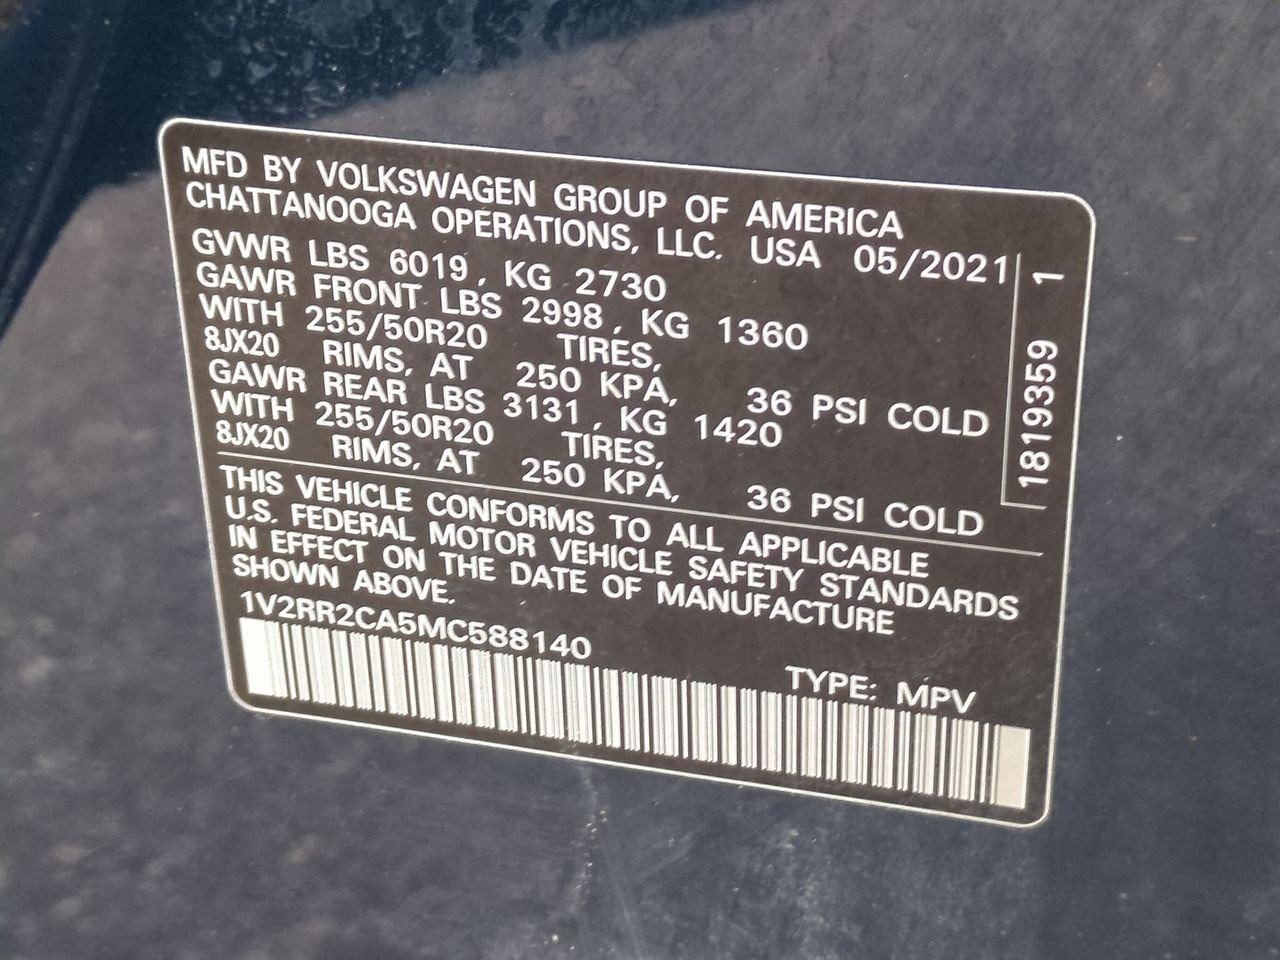 MFD BY VOLKSWAGEN GROUP OF AMERICA
CHATTANOOGA OPERATIONS, LLC. USA 05/2021
GVWR LBS 6019, KG 2730
GAWR FRONT LBS 2998, KG 1360
WITH 255/50R20 TIRES,
8JX20 RIMS, AT 250 KPA, 36 PSI COLD
GAWR REAR LBS 3131, KG 1420
WITH 255/50R20 TIRES,
8JX20 RIMS, AT 250 KPA, 36 PSI COLD
1819359 1
THIS VEHICLE CONFORMS TO ALL APPLICABLE
U.S. FEDERAL MOTOR VEHICLE SAFETY STANDARDS
IN EFFECT ON THE DATE OF MANUFACTURE
SHOWN ABOVE.
1V2RR2CA5MC588140
TYPE: MPV